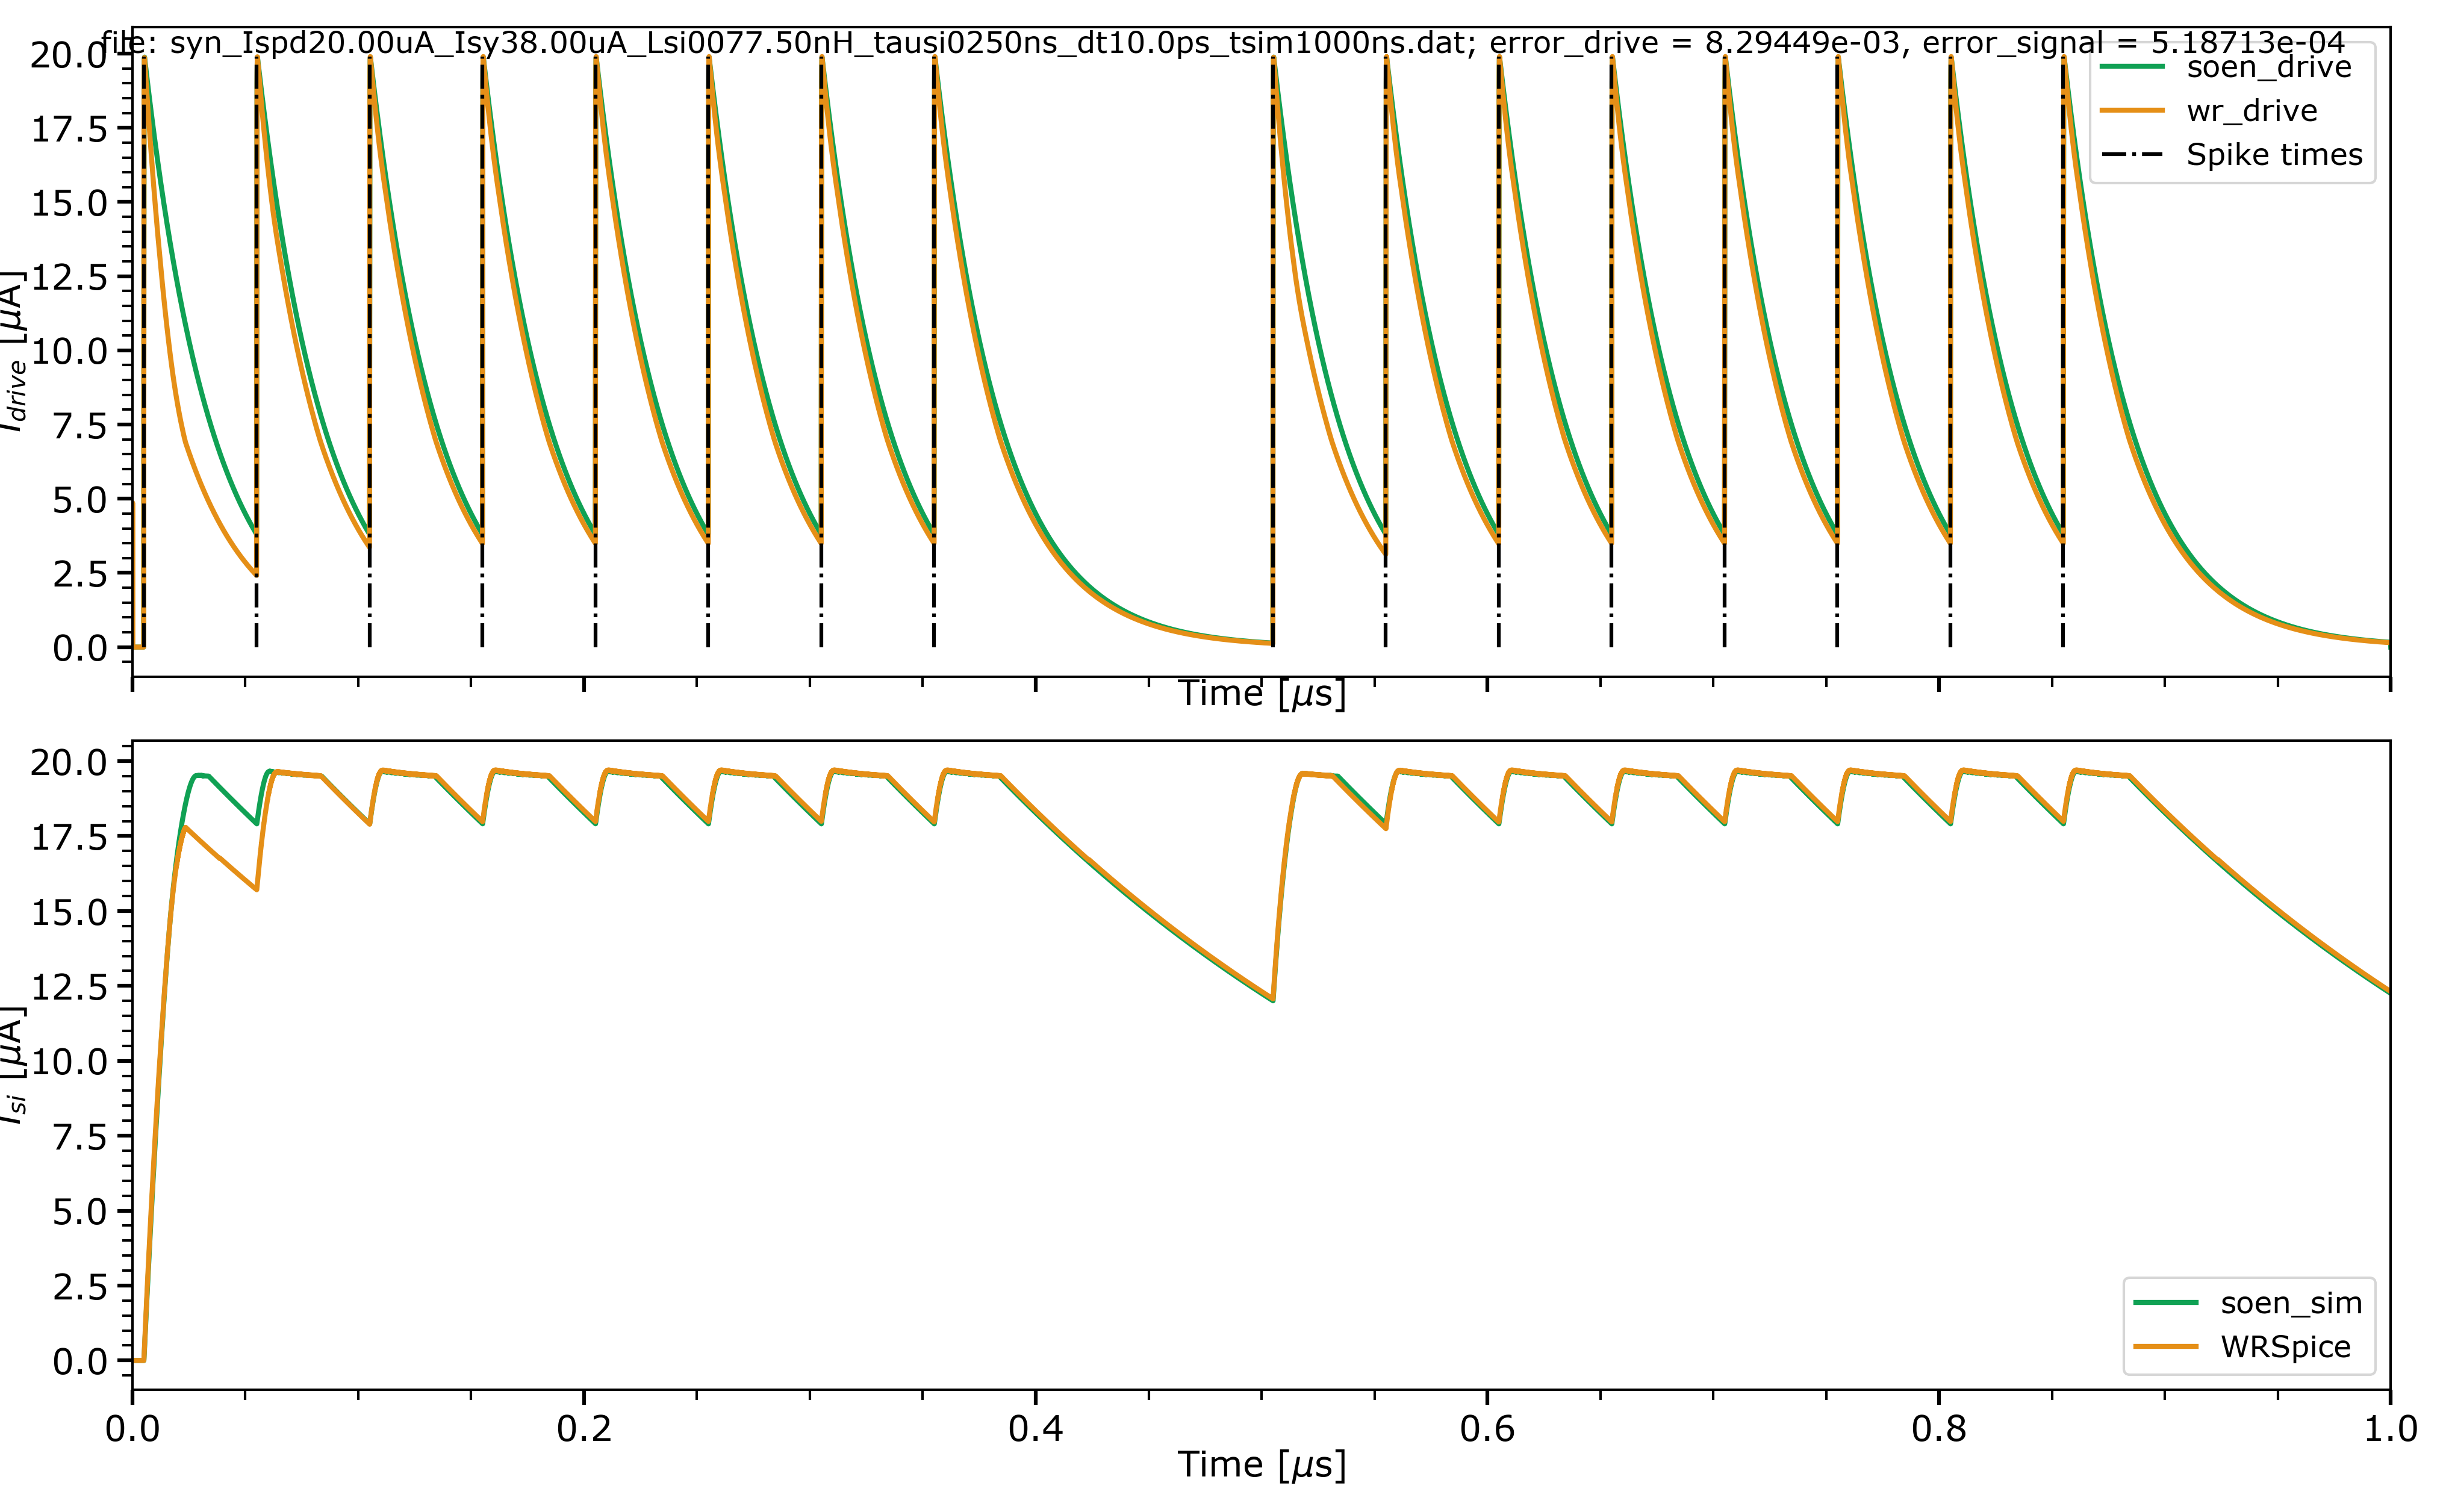 file: syn_Ispd20.00uA_Isy38.00uA_Lsi0077.50nH_tausi0250ns_dt10.0ps_tsim1000ns.dat; error_drive = 8.29449e-03, error_signal = 5.18713e-04
20.0
17.5
15.0
12.5
10.0
7.5
5.0
2.5
0.0
I_drive [μA]
soen_drive
wr_drive
Spike times
Time [μs]
20.0
17.5
15.0
12.5
10.0
7.5
5.0
2.5
0.0
I_si [μA]
soen_sim
WRSpice
0.0 0.2 0.4 0.6 0.8 1.0
Time [μs]